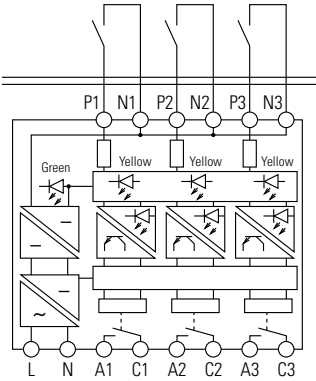 P1 N1 P2 N2 P3 N3
Green Yellow Yellow Yellow
L N A1 C1 A2 C2 A3 C3